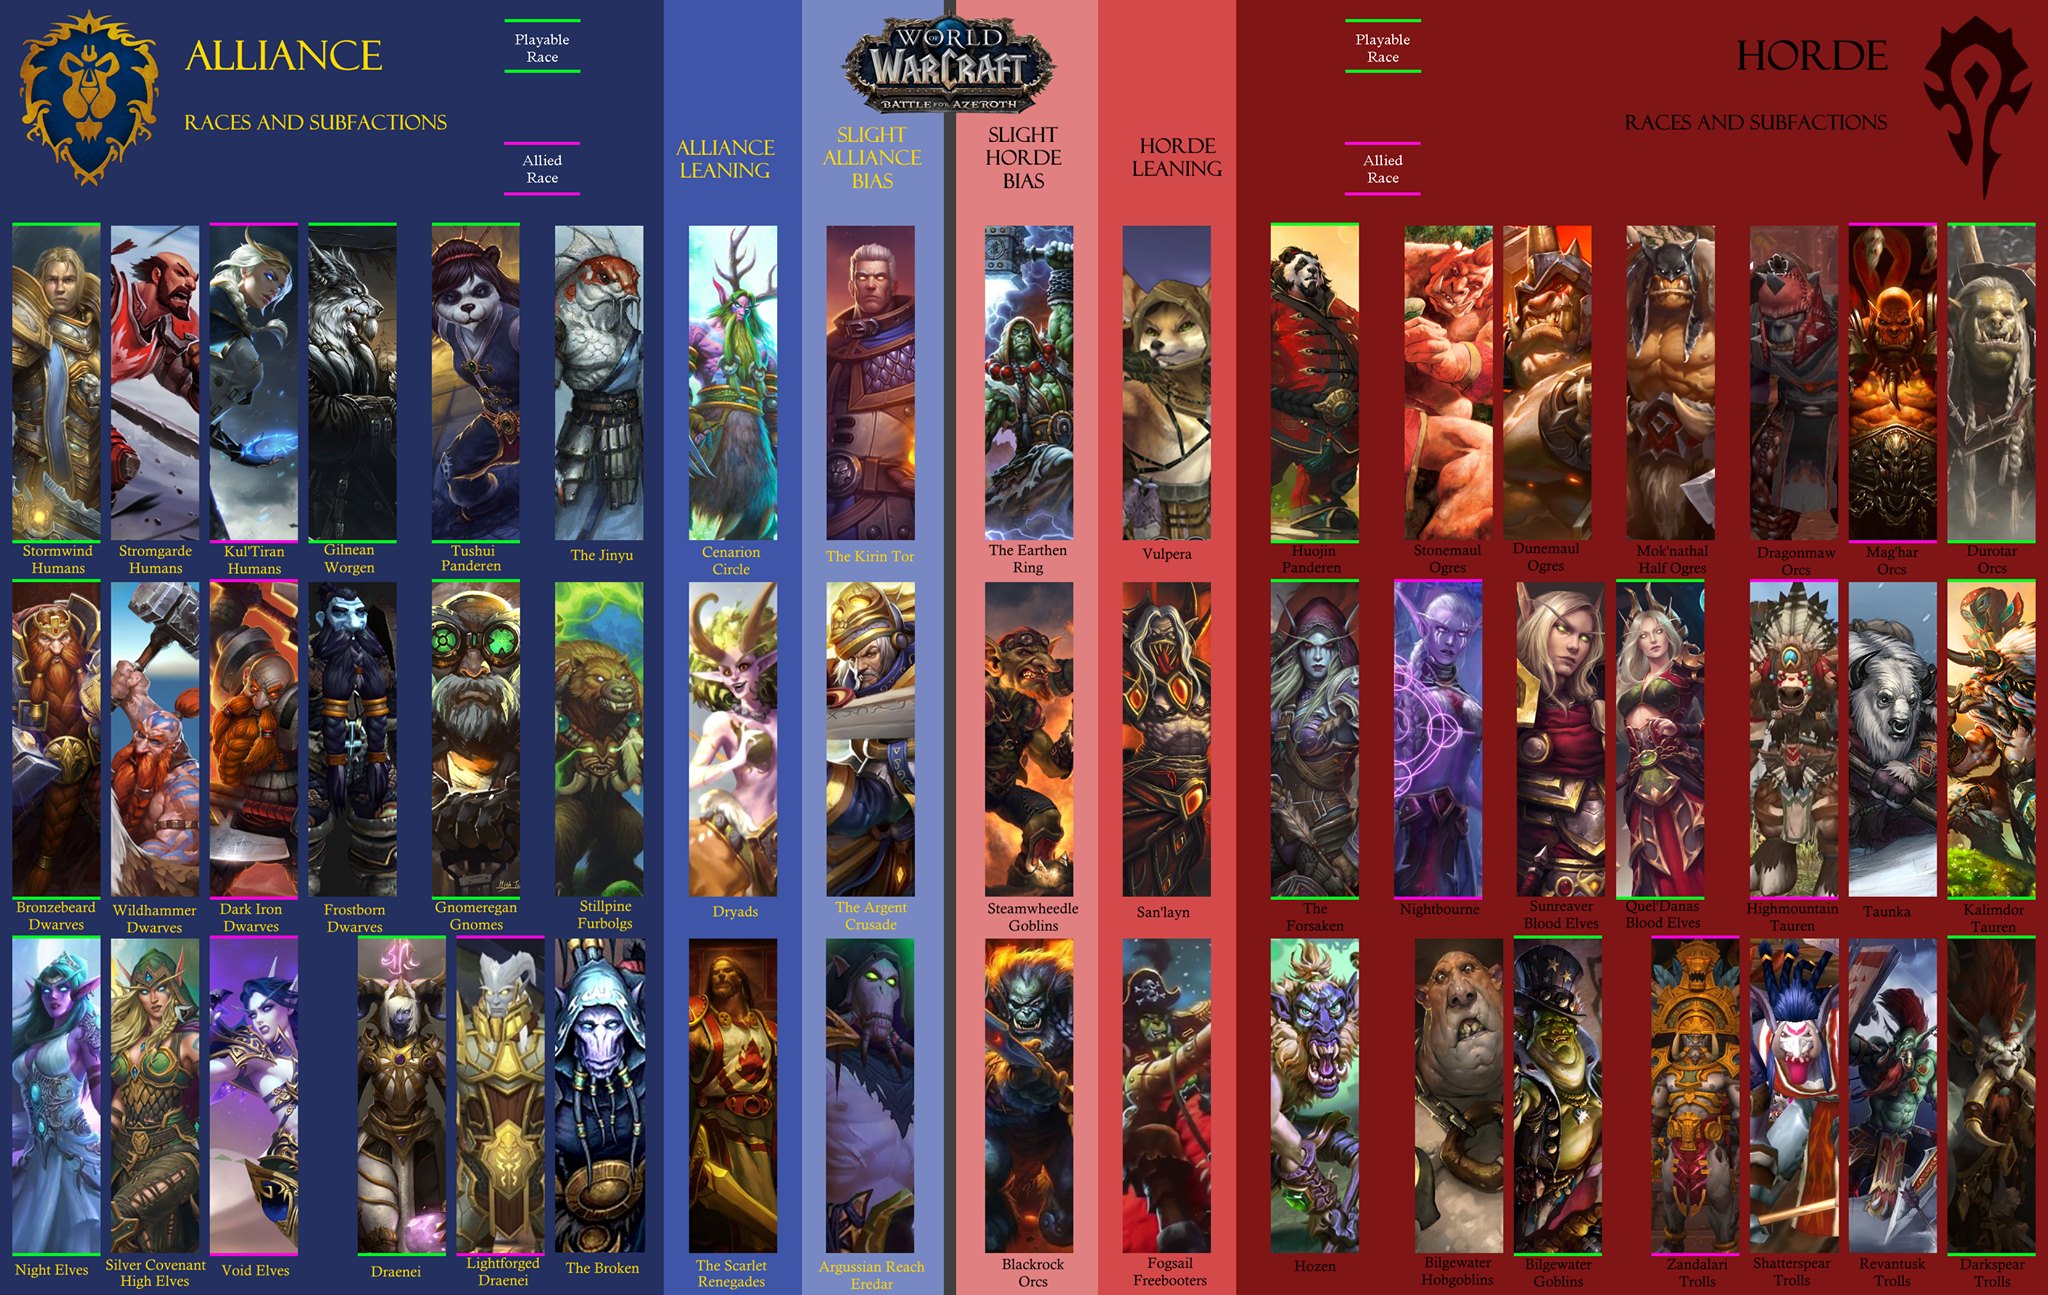 ALLIANCE
RACES AND SUBFACTIONS
Playable
Race
Allied
Race
ALLIANCE
LEANING
SLIGHT
ALLIANCE
BIAS
WORLD
OF
WARCRAFT
BATTLE FOR AZEROTH
SLIGHT
HORDE
BIAS
HORDE
LEANING
Playable
Race
Allied
Race
HORDE
RACES AND SUBFACTIONS
Stormwind
Humans
Stromgarde
Humans
Kul'Tiran
Humans
Gilnean
Worgen
Tushui
Panderen
The Jinyu
Cenarion
Circle
The Kirin Tor
The Earthen
Ring
Vulpera
Huojin
Panderen
Stonemaul
Ogres
Dunemaul
Ogres
Mok'nathal
Half Ogres
Dragonmaw
Orcs
Mag'har
Orcs
Durotar
Orcs
Bronzebeard
Dwarves
Wildhammer
Dwarves
Dark Iron
Dwarves
Frostborn
Dwarves
Gnomeregan
Gnomes
Stillpine
Furbolgs
Dryads
The Argent
Crusade
Steamwheedle
Goblins
San'layn
The
Forsaken
Nightbourne
Sunreaver
Blood Elves
Quel'Danas
Blood Elves
Highmountain
Tauren
Taunka
Kalimdor
Tauren
Night Elves
Silver Covenant
High Elves
Void Elves
Draenei
Lightforged
Draenei
The Broken
The Scarlet
Renegades
Argussian Reach
Eredar
Blackrock
Orcs
Fogsail
Freebooters
Hozen
Bilgewater
Hobgoblins
Bilgewater
Goblins
Zandalari
Trolls
Shatterspear
Trolls
Revantusk
Trolls
Darkspear
Trolls